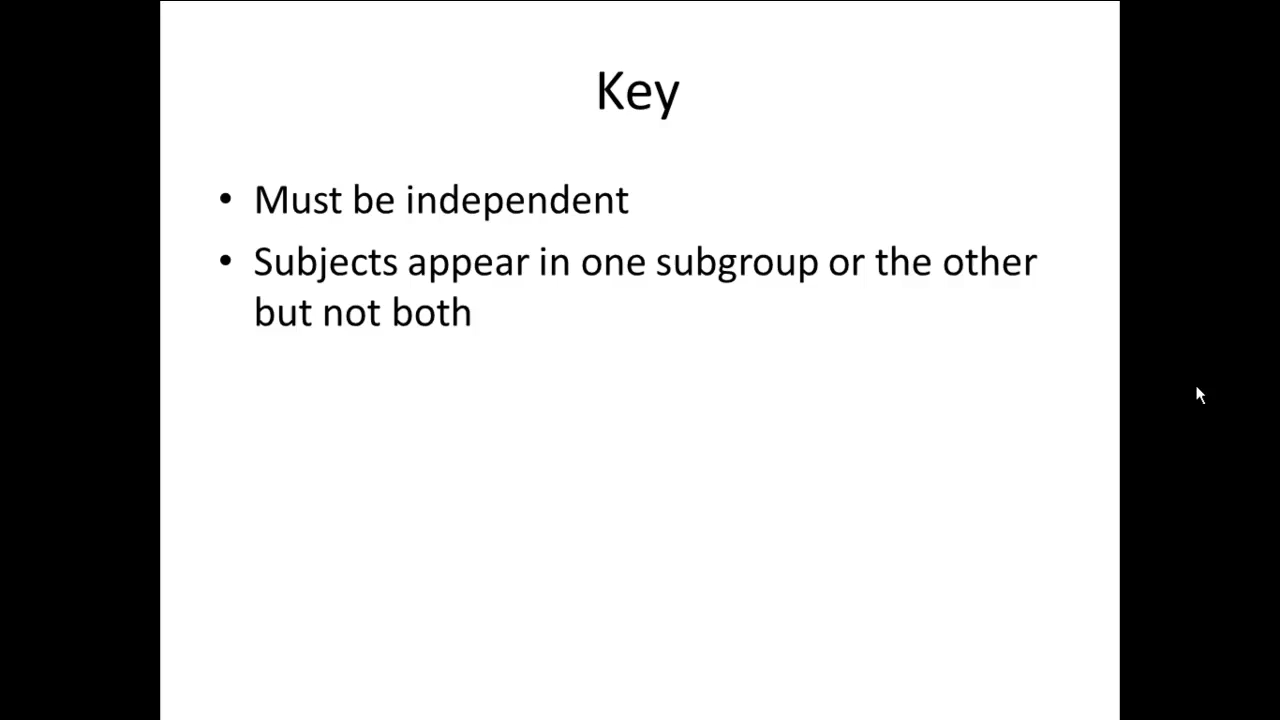 Key
• Must be independent
• Subjects appear in one subgroup or the other
but not both